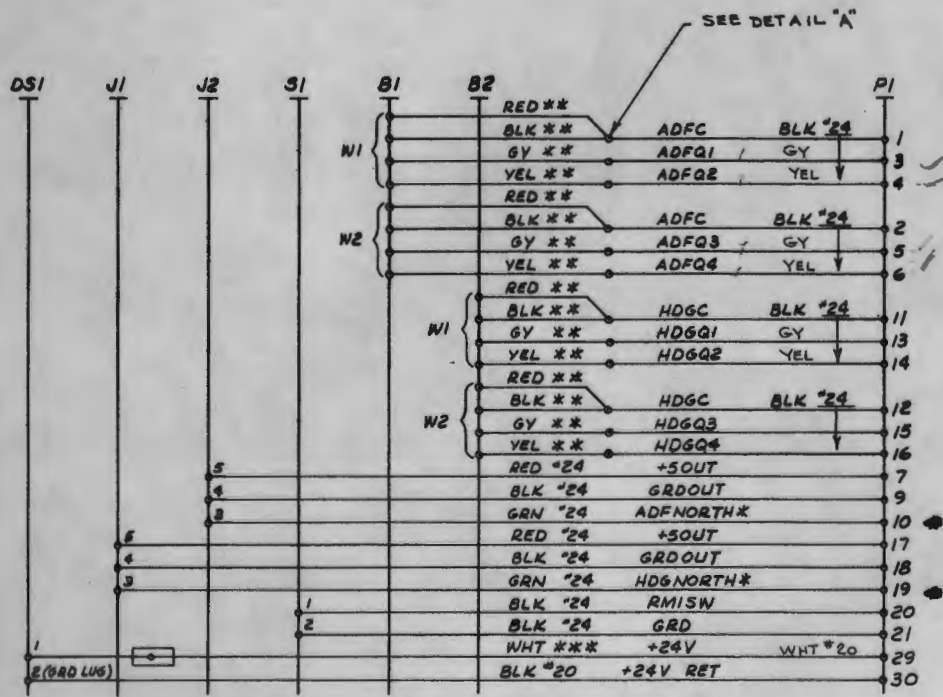 SEE DETAIL "A"
DS1 J1 J2 S1 B1 B2 P1
RED **
W1 BLK ** ADFC BLK #24 1
GY ** ADFQ1 GY 3
YEL ** ADFQ2 YEL 4
RED **
W2 BLK ** ADFC BLK #24 2
GY ** ADFQ3 GY 5
YEL ** ADFQ4 YEL 6
RED **
W1 BLK ** HDGC BLK #24 11
GY ** HDGQ1 GY 13
YEL ** HDGQ2 YEL 14
RED **
W2 BLK ** HDGC BLK #24 12
GY ** HDGQ3 15
YEL ** HDGQ4 16
5 RED #24 +5OUT 7
4 BLK #24 GRDOUT 9
3 GRN #24 ADFNORTH* 10
5 RED #24 +5OUT 17
4 BLK #24 GRDOUT 18
3 GRN #24 HDGNORTH* 19
1 BLK #24 RMISW 20
2 BLK #24 GRD 21
1 WHT *** +24V WHT #20 29
2 (GRD LUG) BLK #20 +24V RET 30